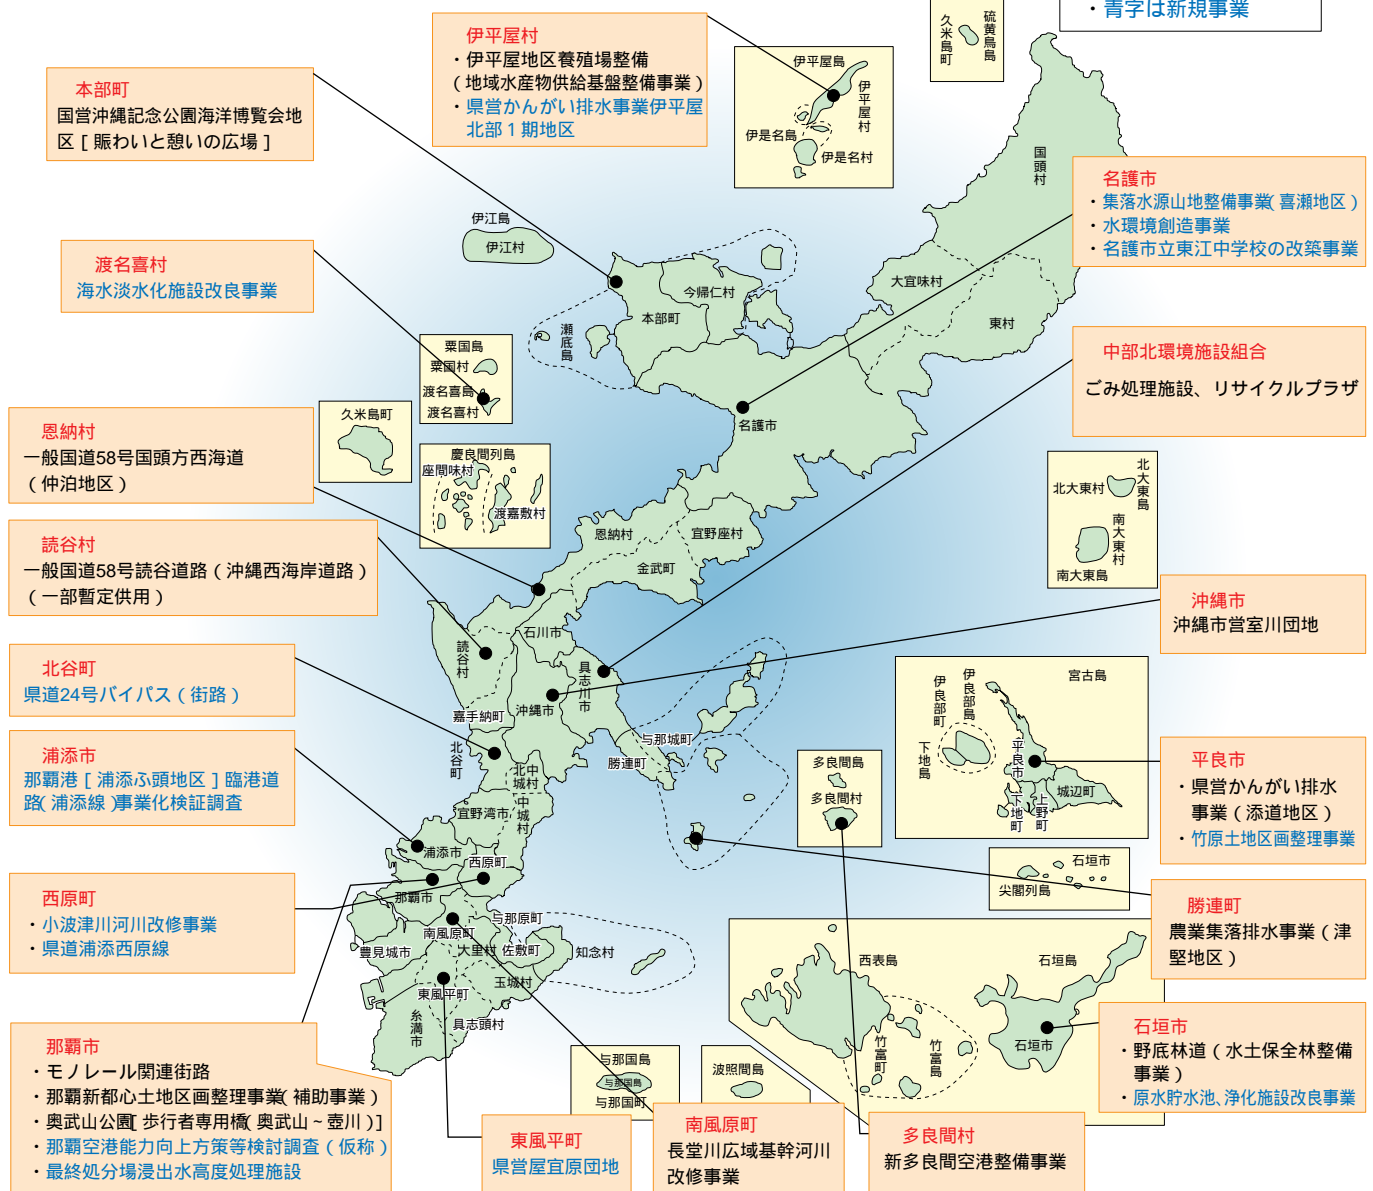 ・青字は新規事業
久米島町
硫黄鳥島
伊平屋村
・伊平屋地区養殖場整備
(地域水産物供給基盤整備事業)
・県営かんがい排水事業伊平屋
北部1期地区
伊平屋島
伊平屋村
伊是名島
伊是名村
本部町
国営沖縄記念公園海洋博覧会地
区[賑わいと憩いの広場]
国頭村
名護市
・集落水源山地整備事業(喜瀬地区)
・水環境創造事業
・名護市立東江中学校の改築事業
伊江島
伊江村
渡名喜村
海水淡水化施設改良事業
今帰仁村
本部町
瀬底島
大宜味村
東村
粟国島
粟国村
渡名喜島
渡名喜村
中部北環境施設組合
ごみ処理施設、リサイクルプラザ
久米島町
名護市
恩納村
一般国道58号国頭方西海道
(仲泊地区)
慶良間列島
座間味村
渡嘉敷村
北大東村
北大東島
南大東村
南大東島
恩納村
宜野座村
金武町
読谷村
一般国道58号読谷道路(沖縄西海岸道路)
(一部暫定供用)
沖縄市
沖縄市営室川団地
石川市
読谷村
具志川市
沖縄市
嘉手納町
北谷町
県道24号バイパス(街路)
宮古島
伊良部島
伊良部町
下地島
平良市
城辺町
上野町
下地町
北谷町
与那城町
勝連町
北中城村
中城村
浦添市
那覇港[浦添ふ頭地区]臨港道
路(浦添線)事業化検証調査
多良間島
多良間村
平良市
・県営かんがい排水
事業(添道地区)
・竹原土地区画整理事業
宜野湾市
浦添市
西原町
石垣市
尖閣列島
西原町
・小波津川河川改修事業
・県道浦添西原線
那覇市
与那原町
南風原町
豊見城市
大里村
佐敷町
知念村
玉城村
東風平町
具志頭村
糸満市
勝連町
農業集落排水事業(津
堅地区)
西表島
石垣島
石垣市
竹富町
竹富島
石垣市
・野底林道(水土保全林整備
事業)
・原水貯水池、浄化施設改良事業
那覇市
・モノレール関連街路
・那覇新都心土地区画整理事業(補助事業)
・奥武山公園[歩行者専用橋(奥武山~壺川)]
・那覇空港能力向上方策等検討調査(仮称)
・最終処分場浸出水高度処理施設
与那国島
与那国島
与那国町
波照間島
東風平町
県営屋宜原団地
南風原町
長堂川広域基幹河川
改修事業
多良間村
新多良間空港整備事業